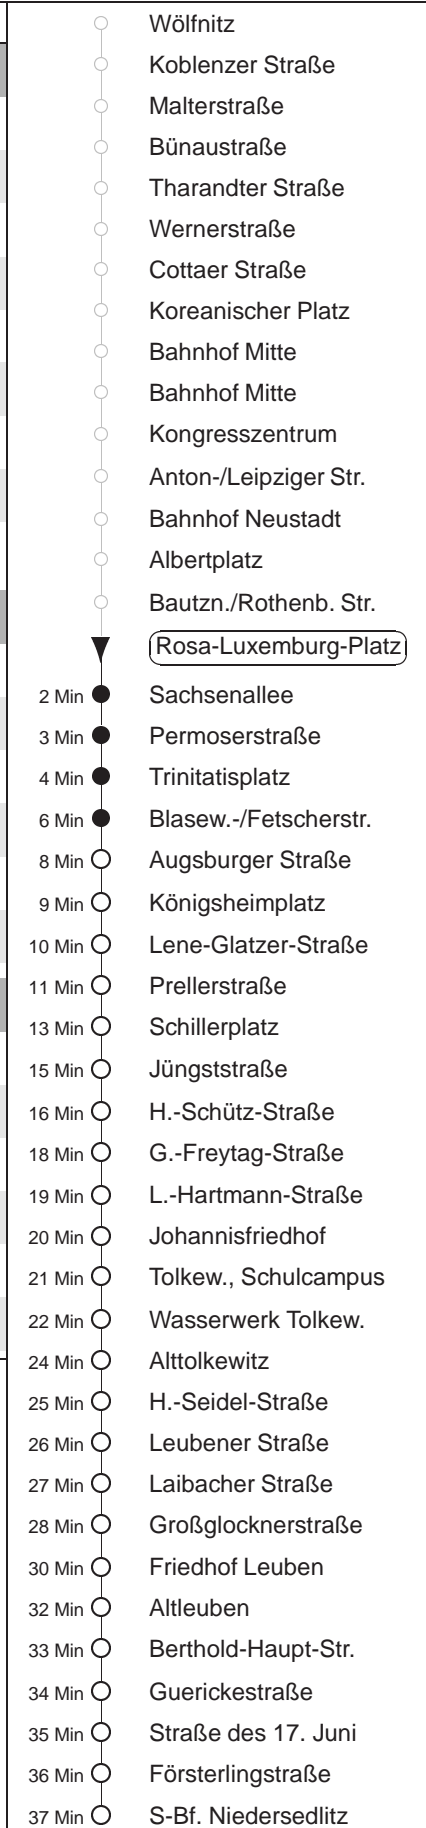 Wölfnitz
Koblenzer Straße
Malterstraße
Bünaustraße
Tharandter Straße
Wernerstraße
Cottaer Straße
Koreanischer Platz
Bahnhof Mitte
Bahnhof Mitte
Kongresszentrum
Anton-/Leipziger Str.
Bahnhof Neustadt
Albertplatz
Bautzn./Rothenb. Str.
Rosa-Luxemburg-Platz
2 Min Sachsenallee
3 Min Permoserstraße
4 Min Trinitatisplatz
6 Min Blasew.-/Fetscherstr.
8 Min Augsburger Straße
9 Min Königsheimplatz
10 Min Lene-Glatzer-Straße
11 Min Prellerstraße
13 Min Schillerplatz
15 Min Jüngststraße
16 Min H.-Schütz-Straße
18 Min G.-Freytag-Straße
19 Min L.-Hartmann-Straße
20 Min Johannisfriedhof
21 Min Tolkew., Schulcampus
22 Min Wasserwerk Tolkew.
24 Min Alttolkewitz
25 Min H.-Seidel-Straße
26 Min Leubener Straße
27 Min Laibacher Straße
28 Min Großglocknerstraße
30 Min Friedhof Leuben
32 Min Altleuben
33 Min Berthold-Haupt-Str.
34 Min Guerickestraße
35 Min Straße des 17. Juni
36 Min Försterlingstraße
37 Min S-Bf. Niedersedlitz